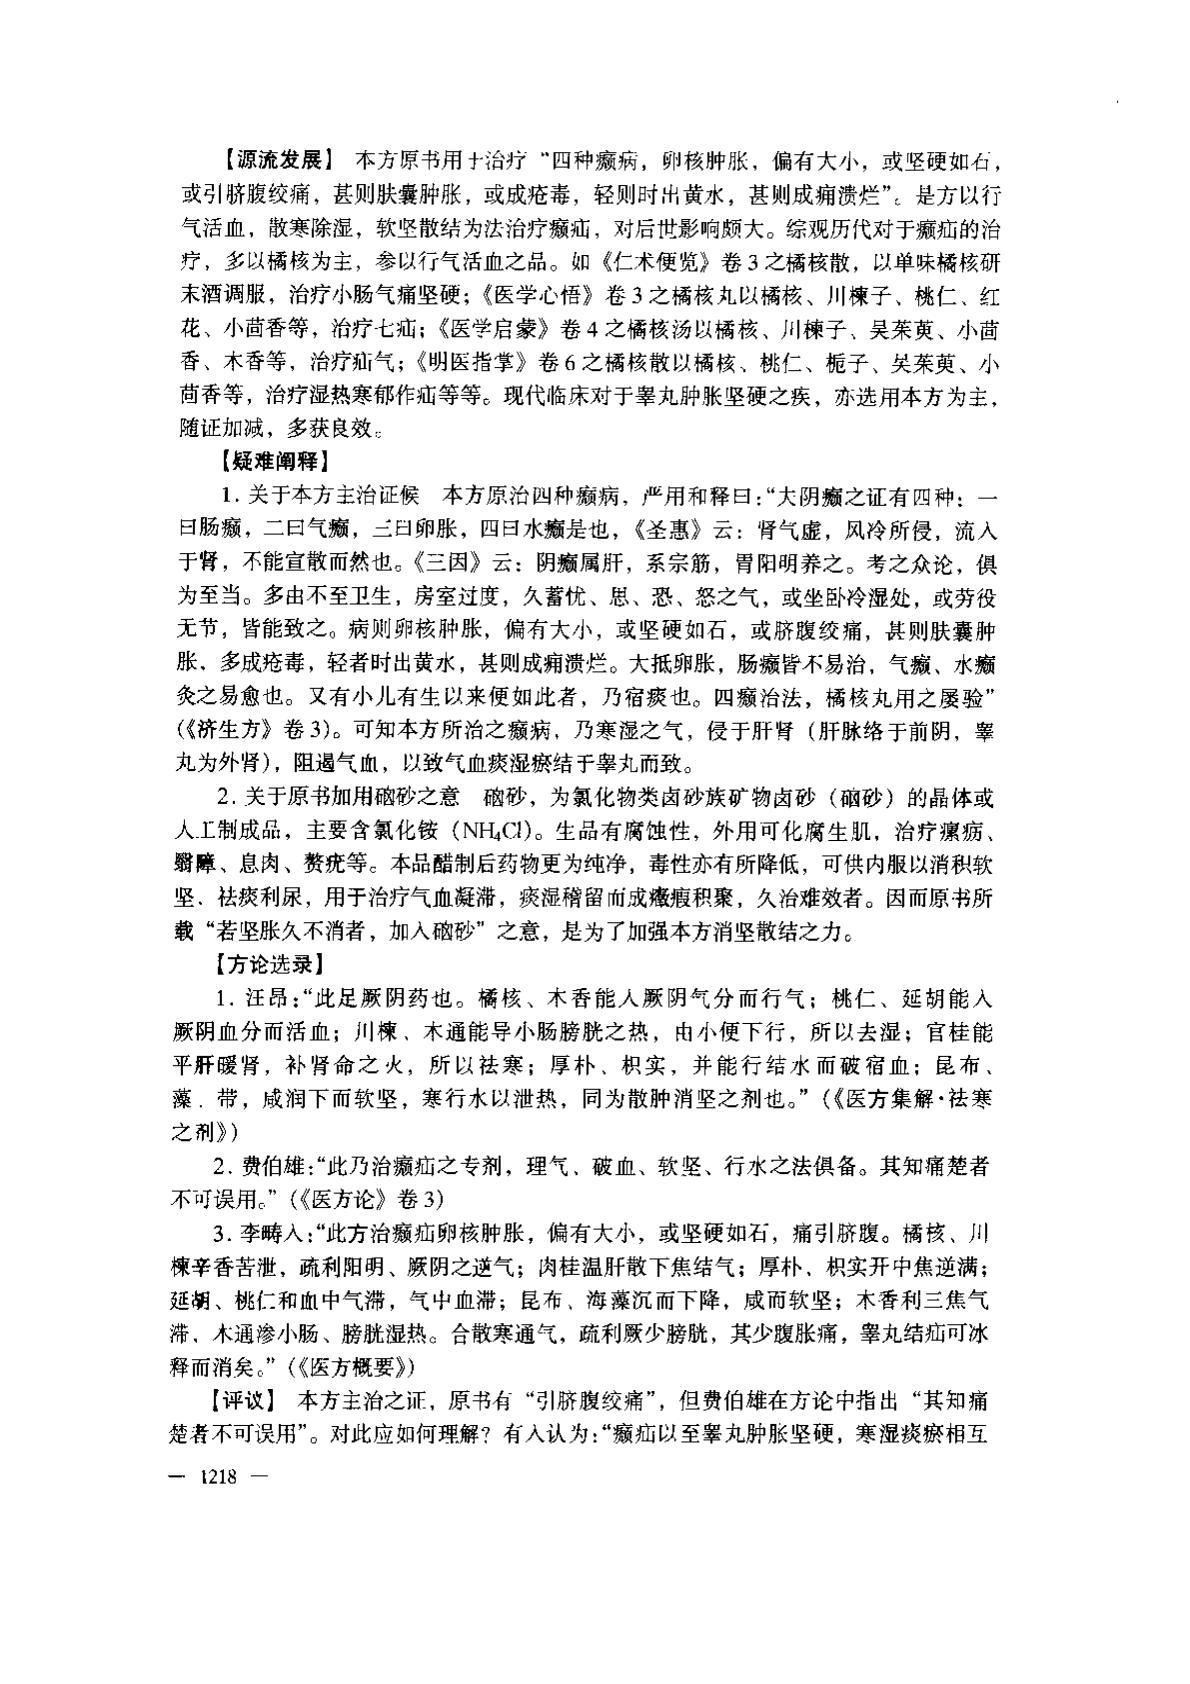 【源流发展】 本方原书用于治疗“四种癫病，卵核肿胀，偏有大小，或坚硬如石，
或引脐腹绞痛，甚则肤囊肿胀，或成疮毒，轻则时出黄水，甚则成痈溃烂”。是方以行
气活血，散寒除湿，软坚散结为法治疗癫疝，对后世影响颇大。综观历代对于癫疝的治
疗，多以橘核为主，参以行气活血之品。如《仁术便览》卷3之橘核散，以单味橘核研
末酒调服，治疗小肠气痛坚硬；《医学心悟》卷3之橘核丸以橘核、川楝子、桃仁、红
花、小茴香等，治疗七疝；《医学启蒙》卷4之橘核汤以橘核、川楝子、吴茱萸、小茴
香、木香等，治疗疝气；《明医指掌》卷6之橘核散以橘核、桃仁、栀子、吴茱萸、小
茴香等，治疗湿热寒郁作疝等等。现代临床对于睾丸肿胀坚硬之疾，亦选用本方为主，
随证加减，多获良效。
【疑难阐释】
1. 关于本方主治证候 本方原治四种癫病，严用和释曰：“大阴癫之证有四种：一
曰肠癫，二曰气癫，三曰卵胀，四曰水癫是也，《圣惠》云：肾气虚，风冷所侵，流入
于肾，不能宣散而然也。《三因》云：阴癫属肝，系宗筋，胃阳明养之。考之众论，俱
为至当。多由不至卫生，房室过度，久蓄忧、思、恐、怒之气，或坐卧冷湿处，或劳役
无节，皆能致之。病则卵核肿胀，偏有大小，或坚硬如石，或脐腹绞痛，甚则肤囊肿
胀，多成疮毒，轻者时出黄水，甚则成痈溃烂。大抵卵胀，肠癫皆不易治，气癫、水癫
灸之易愈也。又有小儿有生以来便如此者，乃宿痰也。四癫治法，橘核丸用之屡验”
（《济生方》卷3）。可知本方所治之癫病，乃寒湿之气，侵于肝肾（肝脉络于前阴，睾
丸为外肾），阻遏气血，以致气血痰湿瘀结于睾丸而致。
2. 关于原书加用硇砂之意 硇砂，为氯化物类卤砂族矿物卤砂（硇砂）的晶体或
人工制成品，主要含氯化铵（NH₄Cl）。生品有腐蚀性，外用可化腐生肌，治疗瘰疬、
翳障、息肉、赘疣等。本品醋制后药物更为纯净，毒性亦有所降低，可供内服以消积软
坚、祛痰利尿，用于治疗气血凝滞，痰湿稽留而成癥瘕积聚，久治难效者。因而原书所
载“若坚胀久不消者，加入硇砂”之意，是为了加强本方消坚散结之力。
【方论选录】
1. 汪昂：“此足厥阴药也。橘核、木香能入厥阴气分而行气；桃仁、延胡能入
厥阴血分而活血；川楝、木通能导小肠膀胱之热，由小便下行，所以去湿；官桂能
平肝暖肾，补肾命之火，所以祛寒；厚朴、枳实，并能行结水而破宿血；昆布、
藻、带，咸润下而软坚，寒行水以泄热，同为散肿消坚之剂也。”（《医方集解·祛寒
之剂》）
2. 费伯雄：“此乃治癫疝之专剂，理气、破血、软坚、行水之法俱备。其知痛楚者
不可误用。”（《医方论》卷3）
3. 李畴人：“此方治癫疝卵核肿胀，偏有大小，或坚硬如石，痛引脐腹。橘核、川
楝辛香苦泄，疏利阳明、厥阴之逆气；肉桂温肝散下焦结气；厚朴、枳实开中焦逆满；
延胡、桃仁和血中气滞，气中血滞；昆布、海藻沉而下降，咸而软坚；木香利三焦气
滞，木通渗小肠、膀胱湿热。合散寒通气，疏利厥少膀胱，其少腹胀痛，睾丸结疝可冰
释而消矣。”（《医方概要》）
【评议】 本方主治之证，原书有“引脐腹绞痛”，但费伯雄在方论中指出“其知痛
楚者不可误用”。对此应如何理解？有人认为：“癫疝以至睾丸肿胀坚硬，寒湿痰瘀相互
— 1218 —